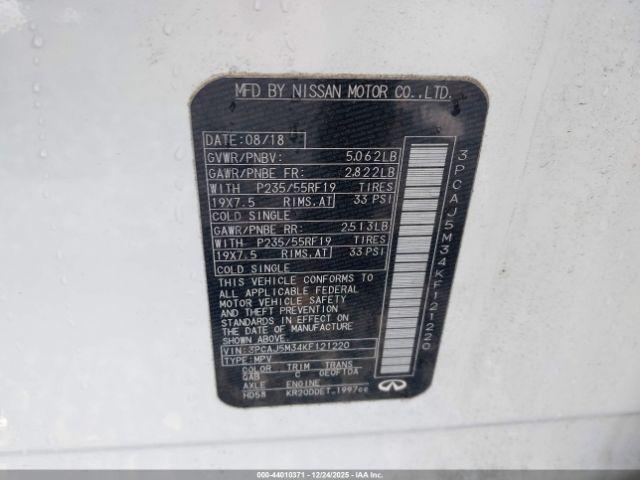 MFD BY NISSAN MOTOR CO.,LTD.
DATE:08/18
GVWR/PNBV: 5,062LB
GAWR/PNBE FR: 2,822LB
WITH P235/55RF19 TIRES
19X7.5 RIMS,AT 33 PSI
COLD SINGLE
GAWR/PNBE RR: 2,513LB
WITH P235/55RF19 TIRES
19X7.5 RIMS,AT 33 PSI
COLD SINGLE
THIS VEHICLE CONFORMS TO
ALL APPLICABLE FEDERAL
MOTOR VEHICLE SAFETY
AND THEFT PREVENTION
STANDARDS IN EFFECT ON
THE DATE OF MANUFACTURE
SHOWN ABOVE.
VIN:3PCAJ5M34KF121220
TYPE:MPV
COLOR TRIM TRANS
QAB C GEOF10A
AXLE ENGINE
HD58 KR20DDET 1997cc
3PCAJ5M34KF121220
INFINITI
000-44010371 - 12/24/2025 - IAA Inc. Copyright